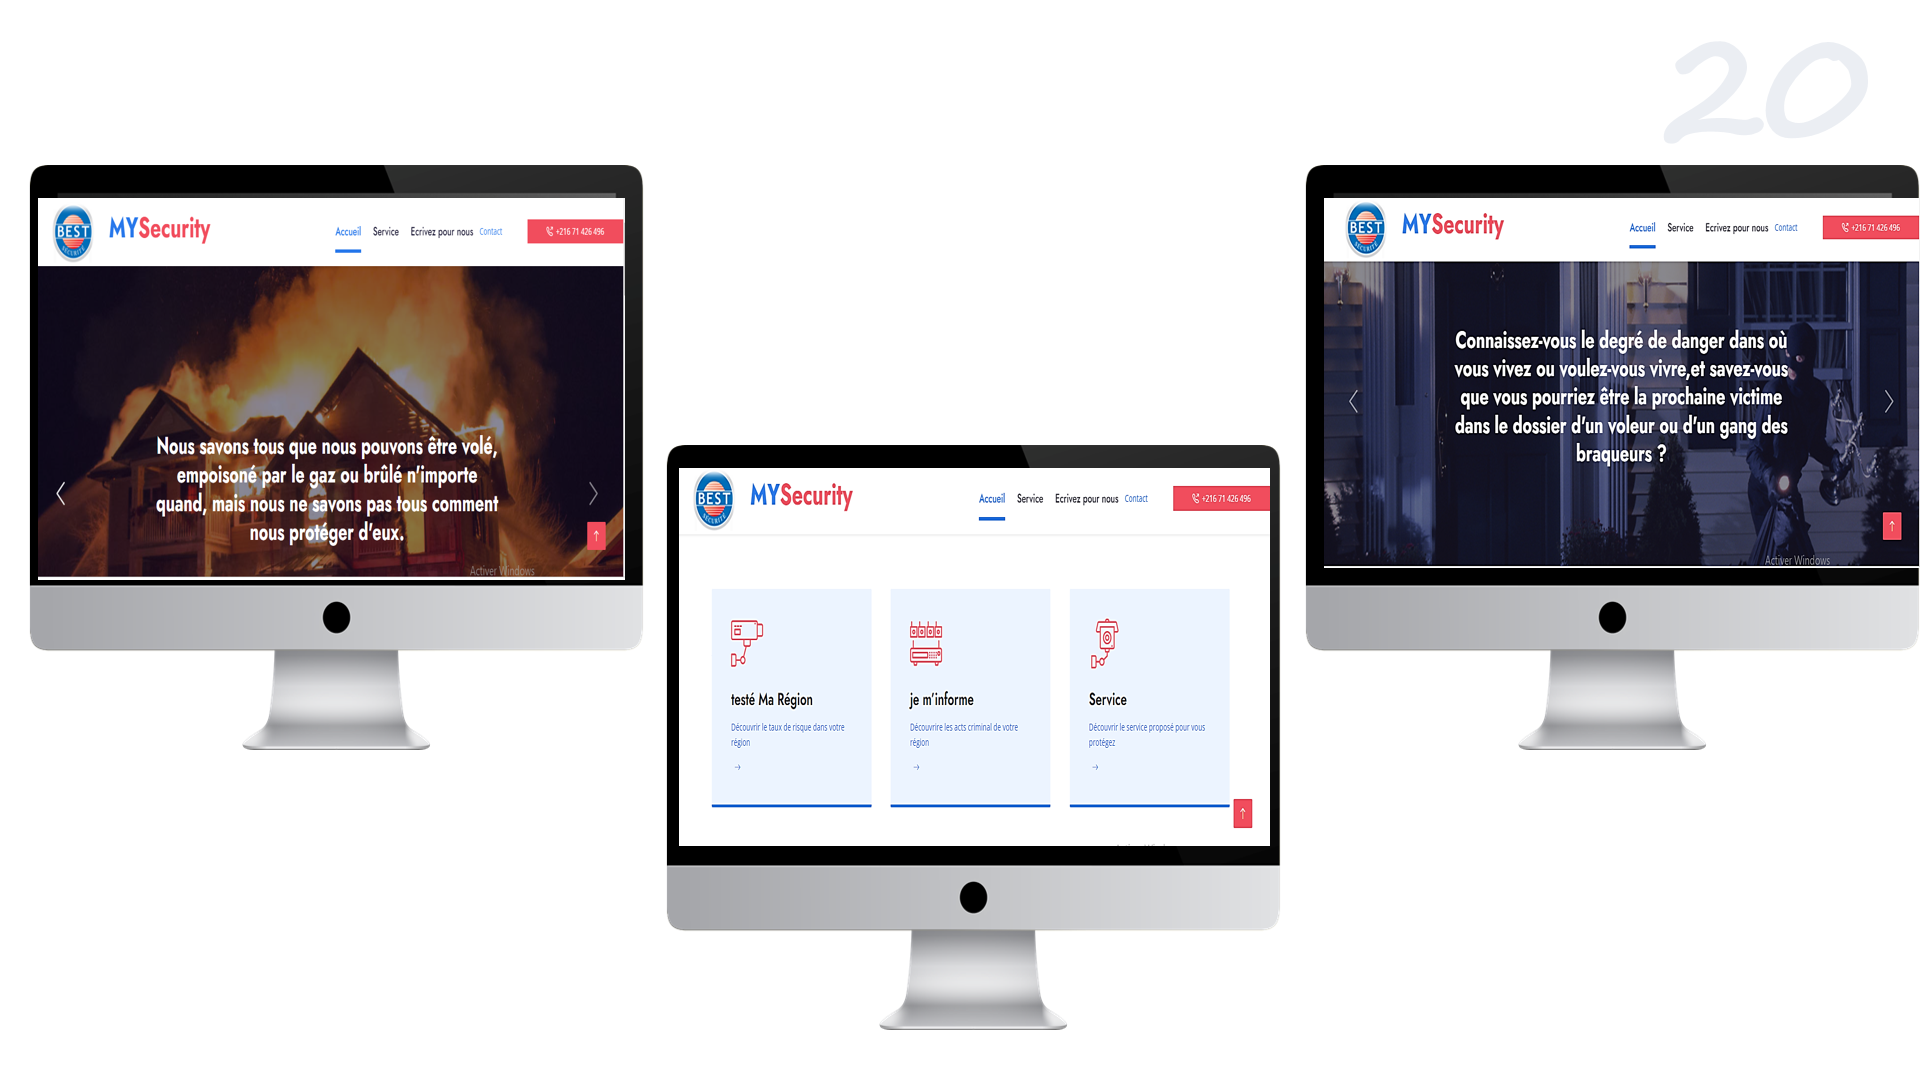 20
BEST
SÉCURITÉ
MYSecurity
Accueil Service Ecrivez pour nous Contact
+216 71 426 496
Nous savons tous que nous pouvons être volé,
empoisoné par le gaz ou brûlé n'importe
quand, mais nous ne savons pas tous comment
nous protéger d'eux.
Activer Windows
BEST
SÉCURITÉ
MYSecurity
Accueil Service Ecrivez pour nous Contact
+216 71 426 496
testé Ma Région
Découvrir le taux de risque dans votre
région
je m'informe
Découvrire les acts criminal de votre
région
Service
Découvrir le service proposé pour vous
protégez
BEST
SÉCURITÉ
MYSecurity
Accueil Service Ecrivez pour nous Contact
+216 71 426 496
Connaissez-vous le degré de danger dans où
vous vivez ou voulez-vous vivre,et savez-vous
que vous pourriez être la prochaine victime
dans le dossier d'un voleur ou d'un gang des
braqueurs ?
Activer Windows